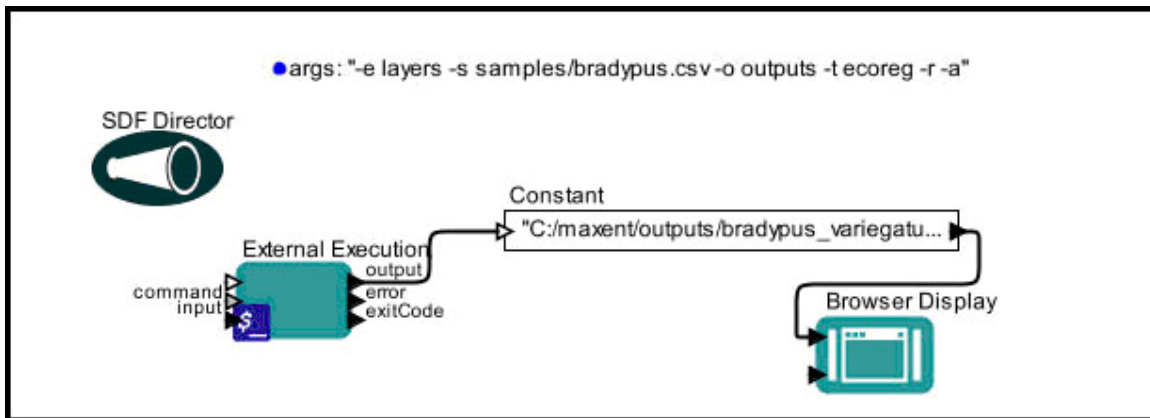 args: "-e layers -s samples/bradypus.csv -o outputs -t ecoreg -r -a"
SDF Director
Constant
"C:/maxent/outputs/bradypus_variegatu...
External Execution
output
command
error
input
exitCode
$_
Browser Display